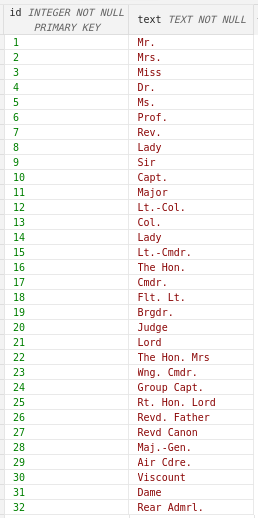 id INTEGER NOT NULL PRIMARY KEY text TEXT NOT NULL
1 Mr.
2 Mrs.
3 Miss
4 Dr.
5 Ms.
6 Prof.
7 Rev.
8 Lady
9 Sir
10 Capt.
11 Major
12 Lt.-Col.
13 Col.
14 Lady
15 Lt.-Cmdr.
16 The Hon.
17 Cmdr.
18 Flt. Lt.
19 Brgdr.
20 Judge
21 Lord
22 The Hon. Mrs
23 Wng. Cmdr.
24 Group Capt.
25 Rt. Hon. Lord
26 Revd. Father
27 Revd Canon
28 Maj.-Gen.
29 Air Cdre.
30 Viscount
31 Dame
32 Rear Admrl.